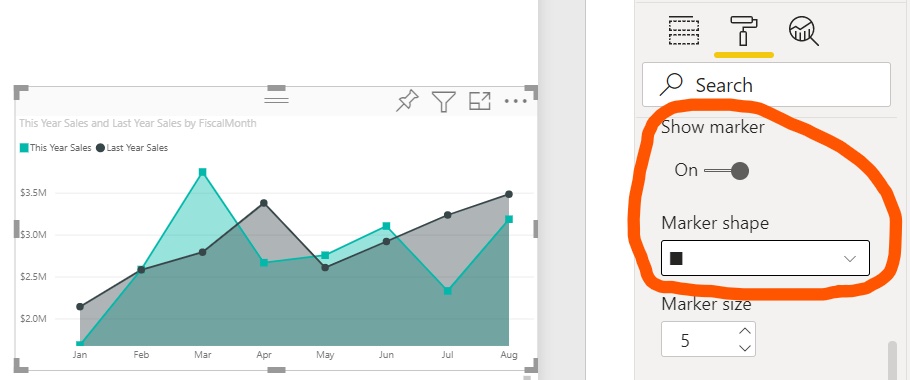 Search
Show marker
On
Marker shape
Marker size
5
This Year Sales and Last Year Sales by FiscalMonth
This Year Sales Last Year Sales
$3.5M
$3.0M
$2.5M
$2.0M
Jan Feb Mar Apr May Jun Jul Aug